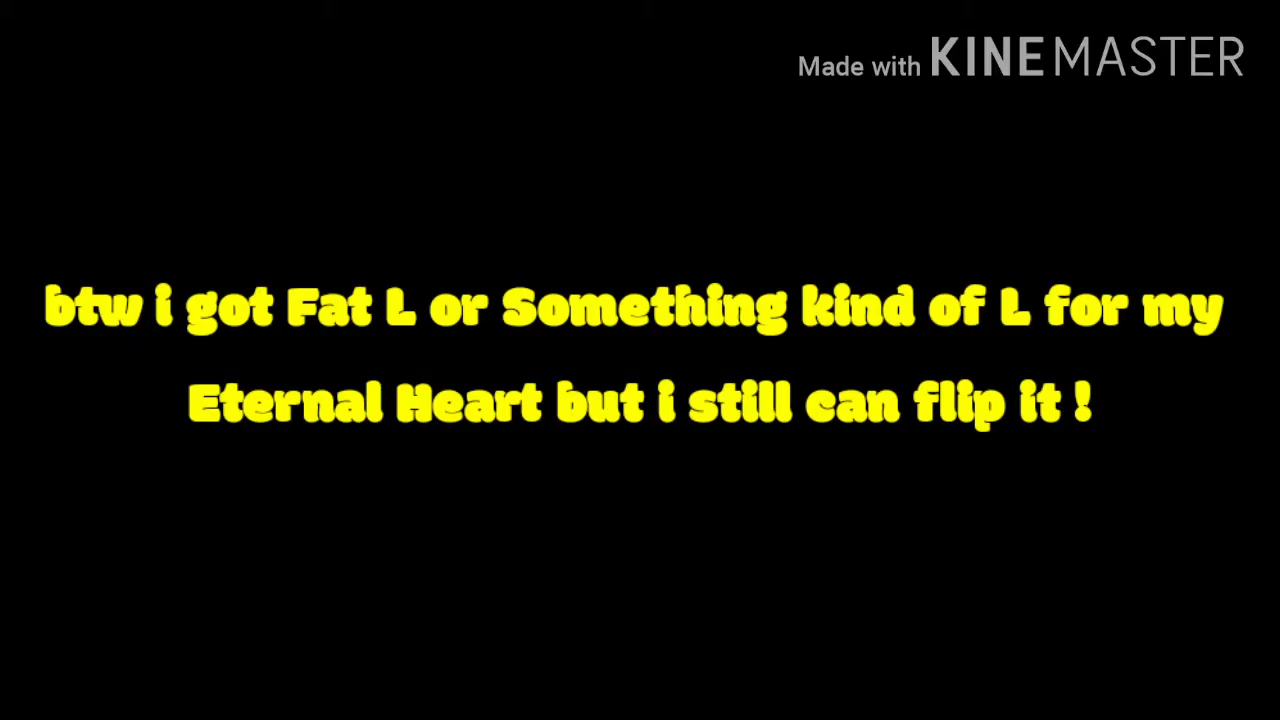 Made with KINEMASTER
btw i got Fat L or Something kind of L for my
Eternal Heart but i still can flip it !